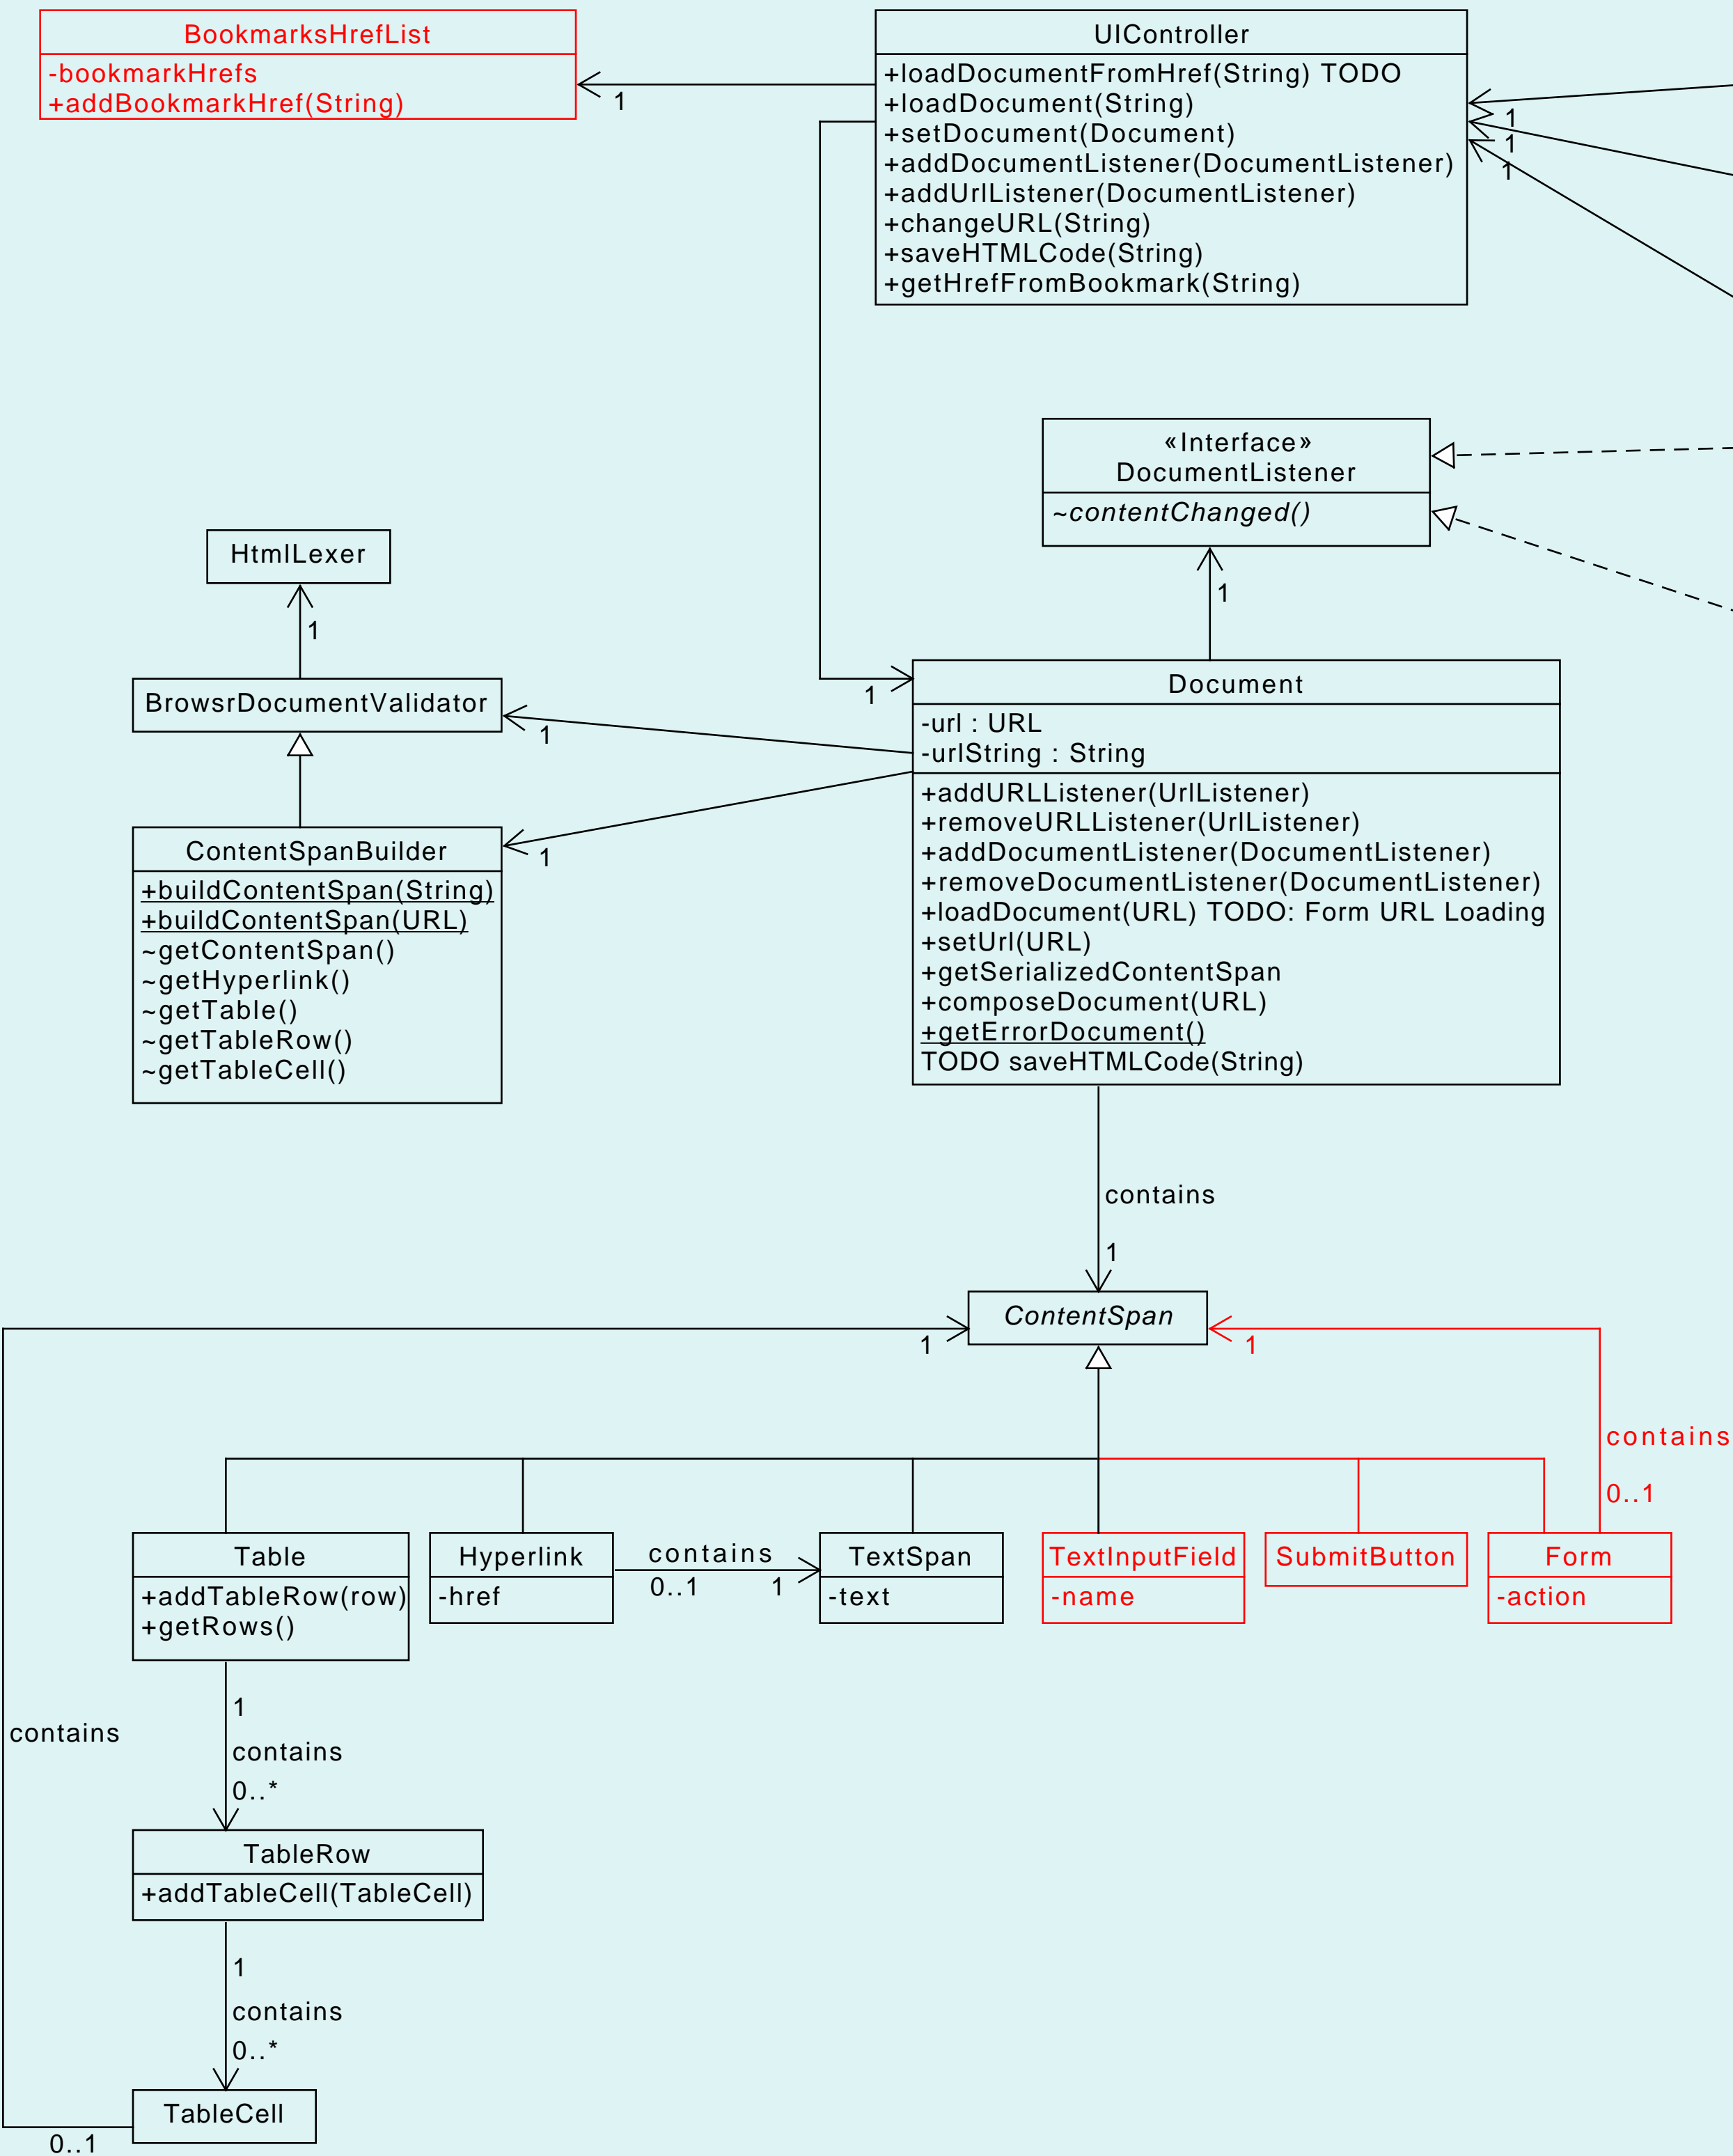 BookmarksHrefList
-bookmarkHrefs
+addBookmarkHref(String)
1
UIController
+loadDocumentFromHref(String) TODO
+loadDocument(String)
+setDocument(Document)
+addDocumentListener(DocumentListener)
+addUrlListener(DocumentListener)
+changeURL(String)
+saveHTMLCode(String)
+getHrefFromBookmark(String)
1
1
1
«Interface»
DocumentListener
~contentChanged()
1
HtmlLexer
1
BrowsrDocumentValidator
1
ContentSpanBuilder
+buildContentSpan(String)
+buildContentSpan(URL)
~getContentSpan()
~getHyperlink()
~getTable()
~getTableRow()
~getTableCell()
1
1
Document
-url : URL
-urlString : String
+addURLListener(UrlListener)
+removeURLListener(UrlListener)
+addDocumentListener(DocumentListener)
+removeDocumentListener(DocumentListener)
+loadDocument(URL) TODO: Form URL Loading
+setUrl(URL)
+getSerializedContentSpan
+composeDocument(URL)
+getErrorDocument()
TODO saveHTMLCode(String)
contains
1
ContentSpan
1
1
contains
0..1
Table
+addTableRow(row)
+getRows()
Hyperlink
-href
contains
0..1
1
TextSpan
-text
TextInputField
-name
SubmitButton
Form
-action
1
contains
0..*
contains
TableRow
+addTableCell(TableCell)
1
contains
0..*
TableCell
0..1